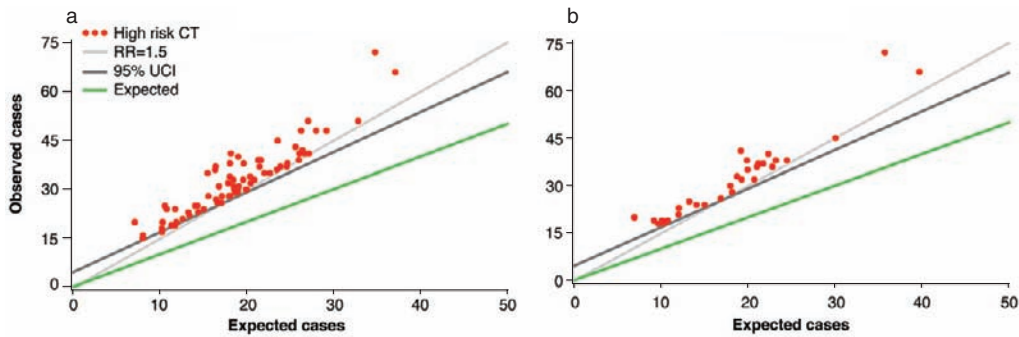 a
High risk CT
RR=1.5
95% UCI
Expected
75
60
45
30
15
0
Observed cases
0 10 20 30 40 50
Expected cases
b
75
60
45
30
15
0
0 10 20 30 40 50
Expected cases